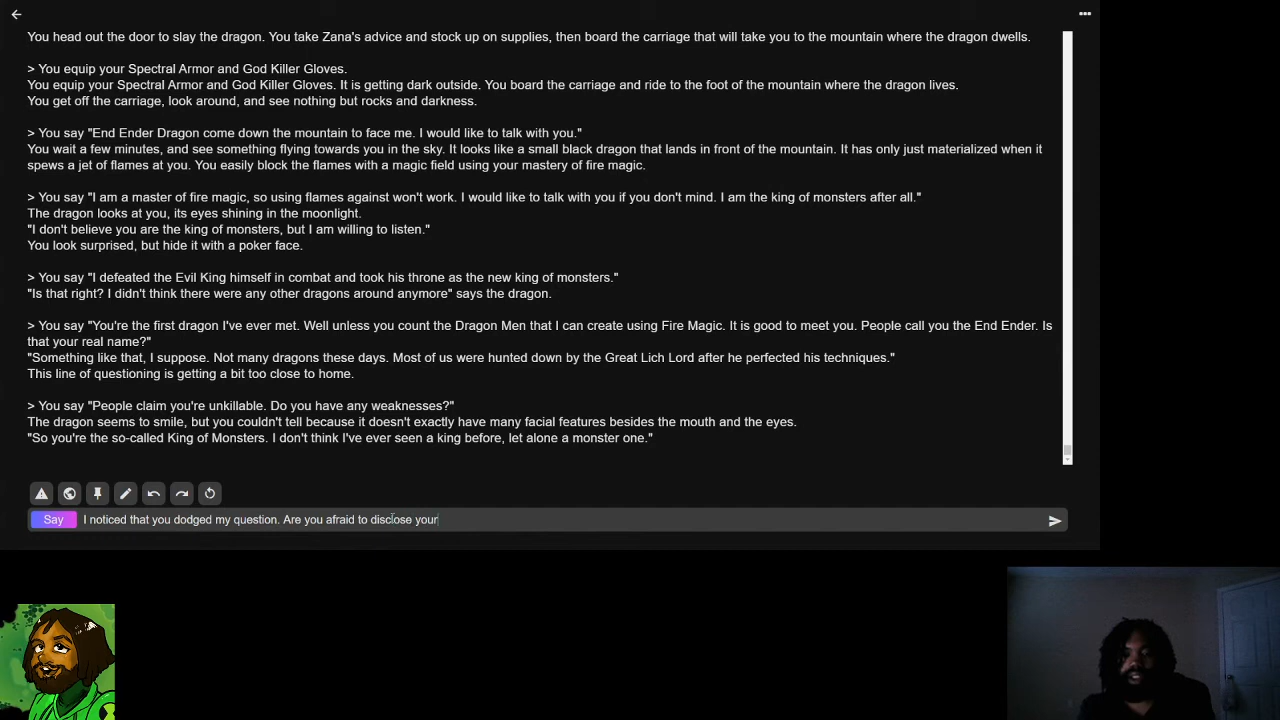 You head out the door to slay the dragon. You take Zana's advice and stock up on supplies, then board the carriage that will take you to the mountain where the dragon dwells.
> You equip your Spectral Armor and God Killer Gloves.
You equip your Spectral Armor and God Killer Gloves. It is getting dark outside. You board the carriage and ride to the foot of the mountain where the dragon lives.
You get off the carriage, look around, and see nothing but rocks and darkness.
> You say "End Ender Dragon come down the mountain to face me. I would like to talk with you."
You wait a few minutes, and see something flying towards you in the sky. It looks like a small black dragon that lands in front of the mountain. It has only just materialized when it
spews a jet of flames at you. You easily block the flames with a magic field using your mastery of fire magic.
> You say "I am a master of fire magic, so using flames against won't work. I would like to talk with you if you don't mind. I am the king of monsters after all."
The dragon looks at you, its eyes shining in the moonlight.
"I don't believe you are the king of monsters, but I am willing to listen."
You look surprised, but hide it with a poker face.
> You say "I defeated the Evil King himself in combat and took his throne as the new king of monsters."
"Is that right? I didn't think there were any other dragons around anymore" says the dragon.
> You say "You're the first dragon I've ever met. Well unless you count the Dragon Men that I can create using Fire Magic. It is good to meet you. People call you the End Ender. Is
that your real name?"
"Something like that, I suppose. Not many dragons these days. Most of us were hunted down by the Great Lich Lord after he perfected his techniques."
This line of questioning is getting a bit too close to home.
> You say "People claim you're unkillable. Do you have any weaknesses?"
The dragon seems to smile, but you couldn't tell because it doesn't exactly have many facial features besides the mouth and the eyes.
"So you're the so-called King of Monsters. I don't think I've ever seen a king before, let alone a monster one."
Say I noticed that you dodged my question. Are you afraid to disclose your